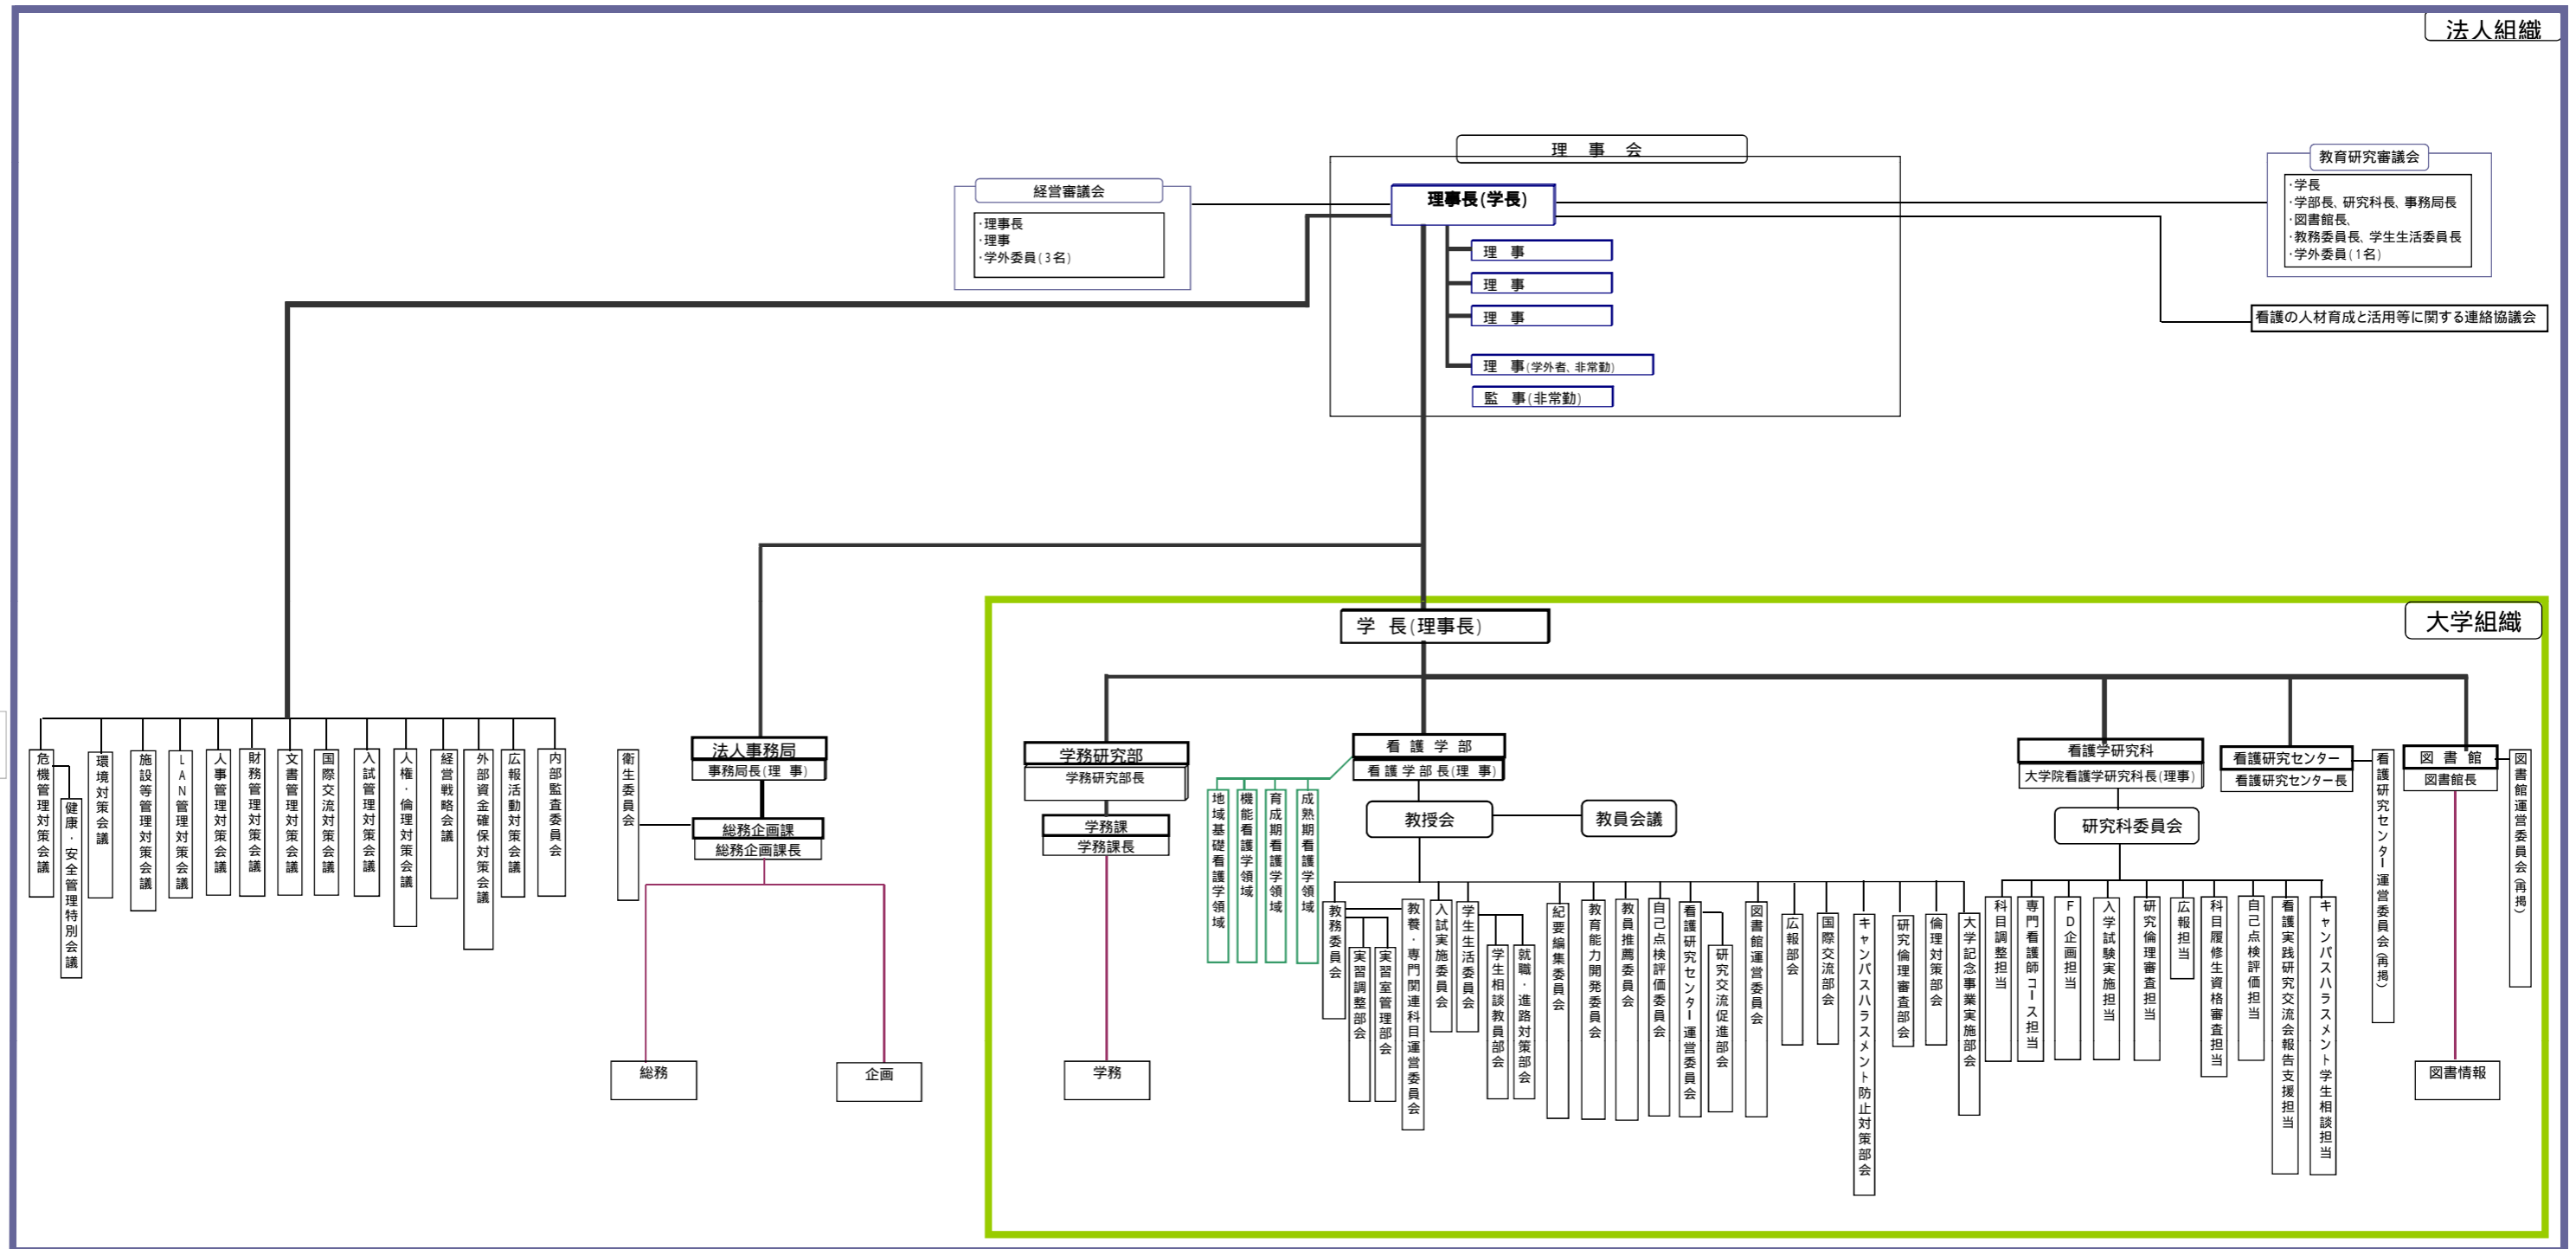 法人組織
理　事　会
教育研究審議会
・学長
・学部長、研究科長、事務局長
・図書館長、
・教務委員長、学生生活委員長
・学外委員(1名)
経営審議会
・理事長
・理事
・学外委員(3名)
理事長(学長)
理　事
理　事
理　事
理　事(学外者、非常勤)
監　事(非常勤)
看護の人材育成と活用等に関する連絡協議会
大学組織
学　長(理事長)
危機管理対策会議
健康・安全管理特別会議
環境対策会議
施設等管理対策会議
LAN管理対策会議
人事管理対策会議
財務管理対策会議
文書管理対策会議
国際交流対策会議
入試管理対策会議
人権・倫理対策会議
経営戦略会議
外部資金確保対策会議
広報活動対策会議
内部監査委員会
衛生委員会
法人事務局
事務局長(理　事)
総務企画課
総務企画課長
総務
企画
学務研究部
学務研究部長
学務課
学務課長
学務
看 護 学 部
看護学部長(理　事)
地域基礎看護学領域
機能看護学領域
育成期看護学領域
成熟期看護学領域
教授会
教員会議
教務委員会
実習調整部会
実習室管理部会
教養・専門関連科目運営委員会
入試実施委員会
学生生活委員会
学生相談教員部会
就職・進路対策部会
紀要編集委員会
教育能力開発委員会
教員推薦委員会
自己点検評価委員会
看護研究センター運営委員会
研究交流促進部会
図書館運営委員会
広報部会
国際交流部会
キャンパスハラスメント防止対策部会
研究倫理審査部会
倫理対策部会
大学記念事業実施部会
看護学研究科
大学院看護学研究科長(理事)
研究科委員会
科目調整担当
専門看護師コース担当
FD企画担当
入学試験実施担当
研究倫理審査担当
広報担当
科目履修生資格審査担当
自己点検評価担当
看護実践研究交流会報告支援担当
キャンパスハラスメント学生相談担当
看護研究センター
看護研究センター長
看護研究センター運営委員会(再掲)
図　書　館
図書館長
図書館運営委員会(再掲)
図書情報